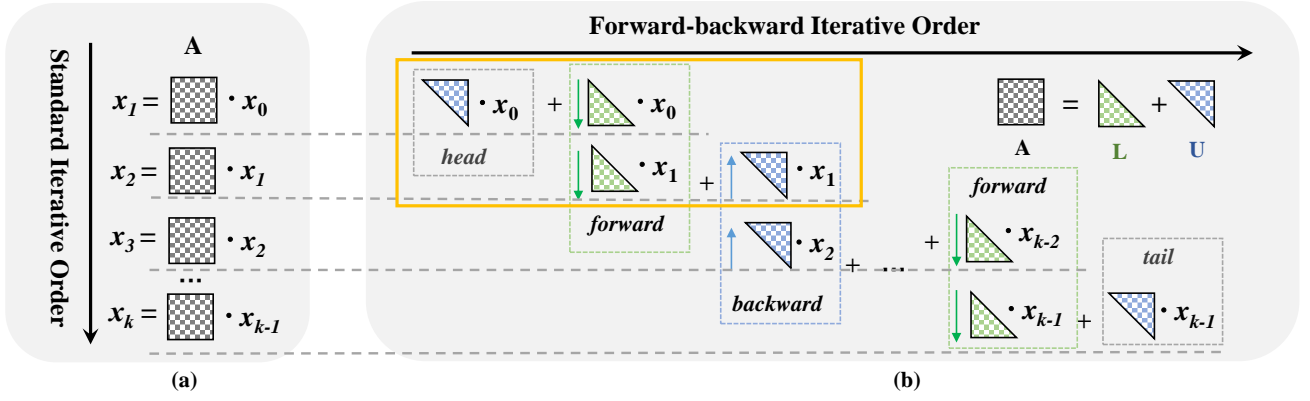 Standard Iterative Order
A
x1 = · x0
x2 = · x1
x3 = · x2
...
xk = · xk-1
(a)
Forward-backward Iterative Order
· x0 + · x0
head
· x1 + · x1
forward
· x2 + ...
backward
A = L + U
forward
+ · xk-2
· xk-1 + · xk-1
tail
(b)